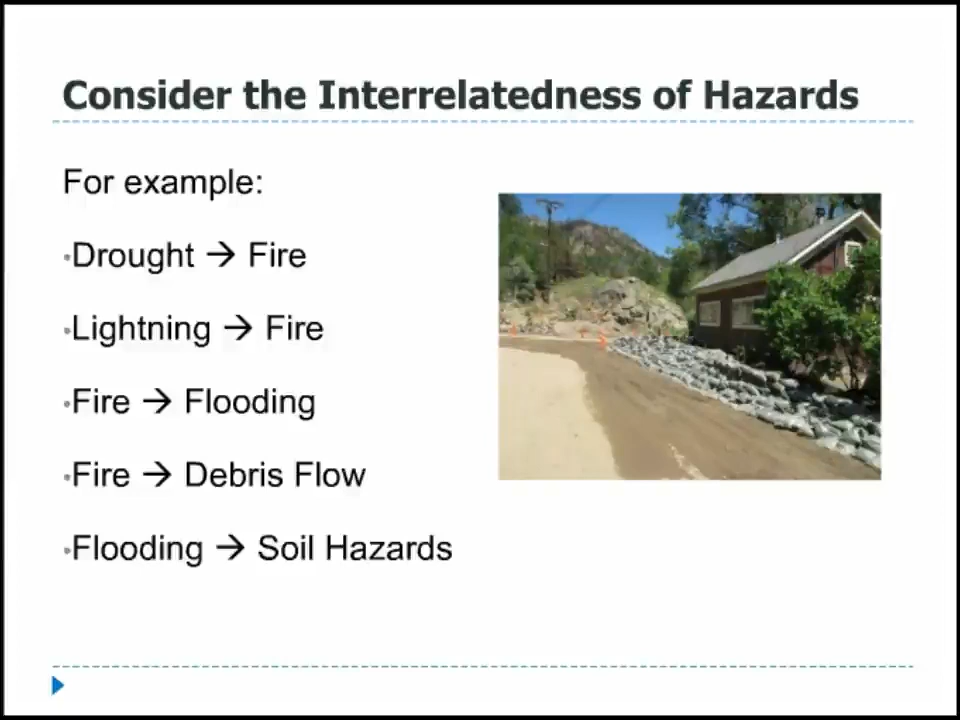 Consider the Interrelatedness of Hazards
For example:
•Drought → Fire
•Lightning → Fire
•Fire → Flooding
•Fire → Debris Flow
•Flooding → Soil Hazards